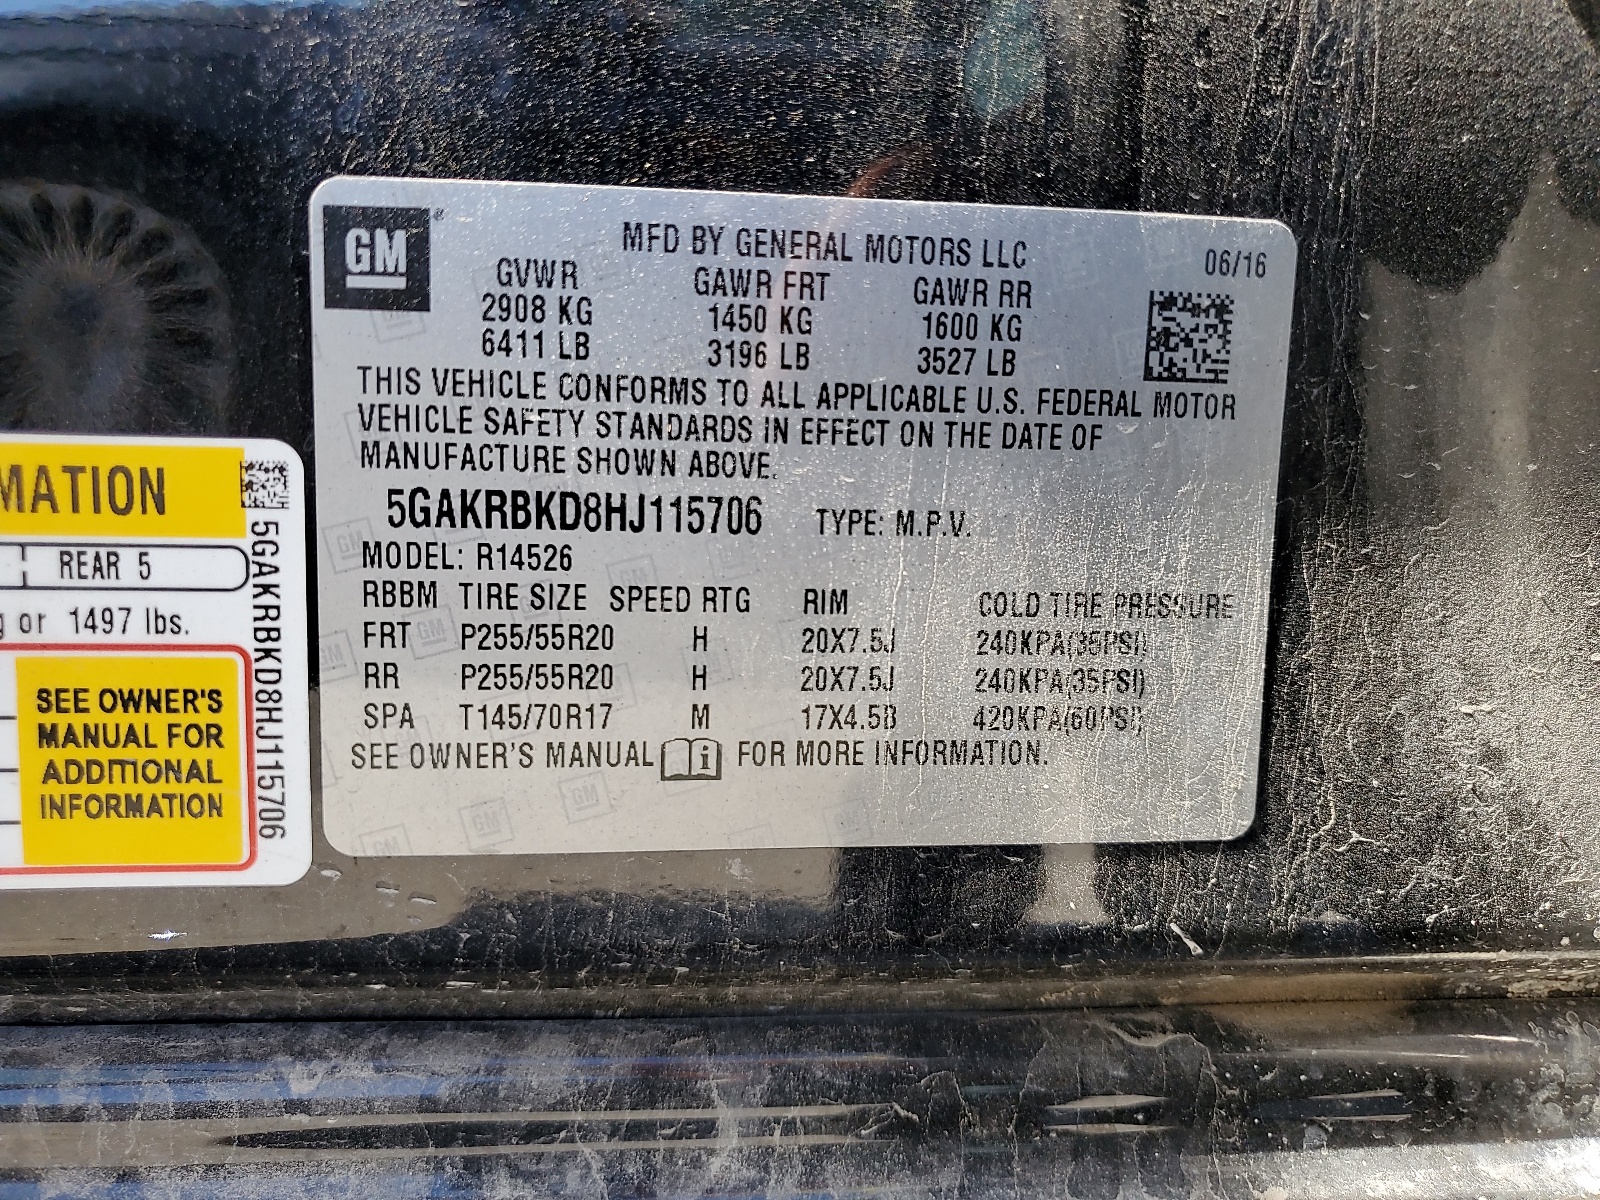 GM ®
MFD BY GENERAL MOTORS LLC
06/16
GVWR GAWR FRT GAWR RR
2908 KG 1450 KG 1600 KG
6411 LB 3196 LB 3527 LB
THIS VEHICLE CONFORMS TO ALL APPLICABLE U.S. FEDERAL MOTOR
VEHICLE SAFETY STANDARDS IN EFFECT ON THE DATE OF
MANUFACTURE SHOWN ABOVE.
5GAKRBKD8HJ115706 TYPE: M.P.V.
MODEL: R14526
RBBM TIRE SIZE SPEED RTG RIM COLD TIRE PRESSURE
FRT P255/55R20 H 20X7.5J 240KPA(35PSI)
RR P255/55R20 H 20X7.5J 240KPA(35PSI)
SPA T145/70R17 M 17X4.5B 420KPA(60PSI)
SEE OWNER'S MANUAL i FOR MORE INFORMATION.
MATION
REAR 5
g or 1497 lbs.
SEE OWNER'S
MANUAL FOR
ADDITIONAL
INFORMATION
5GAKRBKD8HJ115706